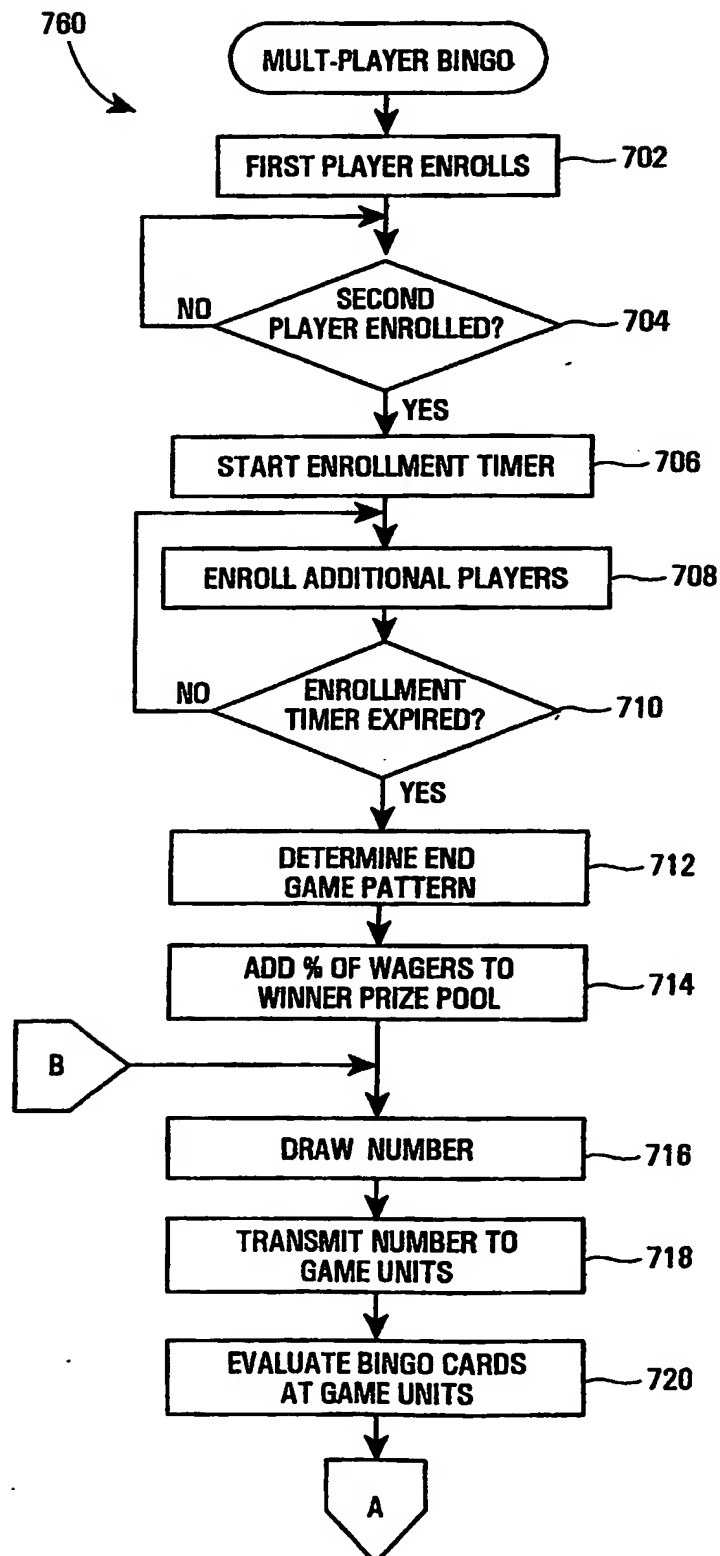 760
MULT-PLAYER BINGO
FIRST PLAYER ENROLLS
702
SECOND
PLAYER ENROLLED?
704
NO
YES
START ENROLLMENT TIMER
706
ENROLL ADDITIONAL PLAYERS
708
ENROLLMENT
TIMER EXPIRED?
710
NO
YES
DETERMINE END
GAME PATTERN
712
ADD % OF WAGERS TO
WINNER PRIZE POOL
714
B
DRAW NUMBER
716
TRANSMIT NUMBER TO
GAME UNITS
718
EVALUATE BINGO CARDS
AT GAME UNITS
720
A